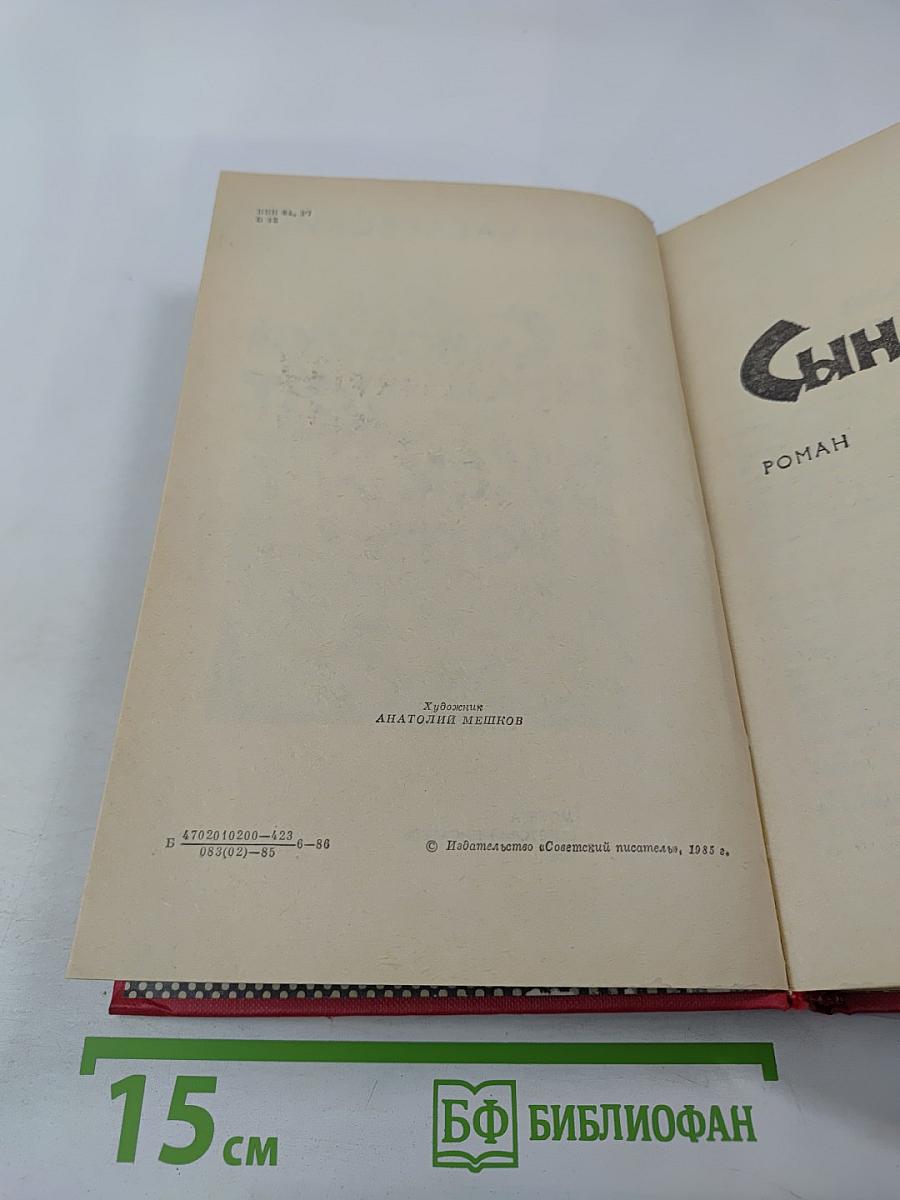 Художник
АНАТОЛИЙ МЕШКОВ
Б 4702010200—423
083(02)—85 6—86
© Издательство «Советский писатель», 1985 г.
Сын
РОМАН
15 см
БФ БИБЛИОФАН